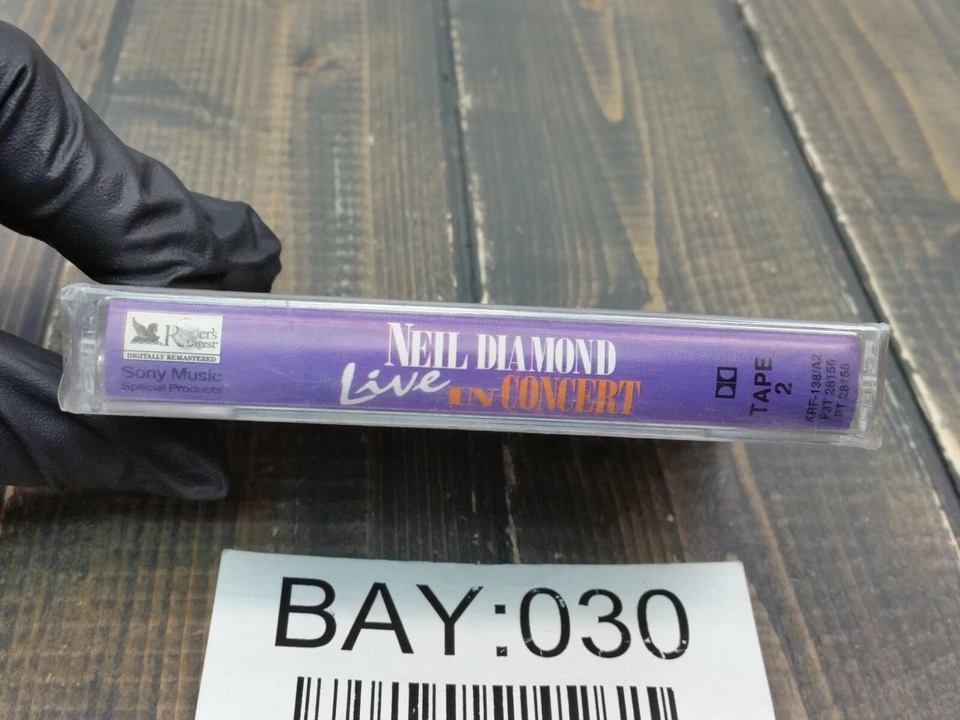 Reader's
Digest
DIGITALLY REMASTERED
Sony Music
Special Products
NEIL DIAMOND
Live IN CONCERT
TAPE
2
KRF-138/A2
P3T 28156
PT 28158
BAY:030